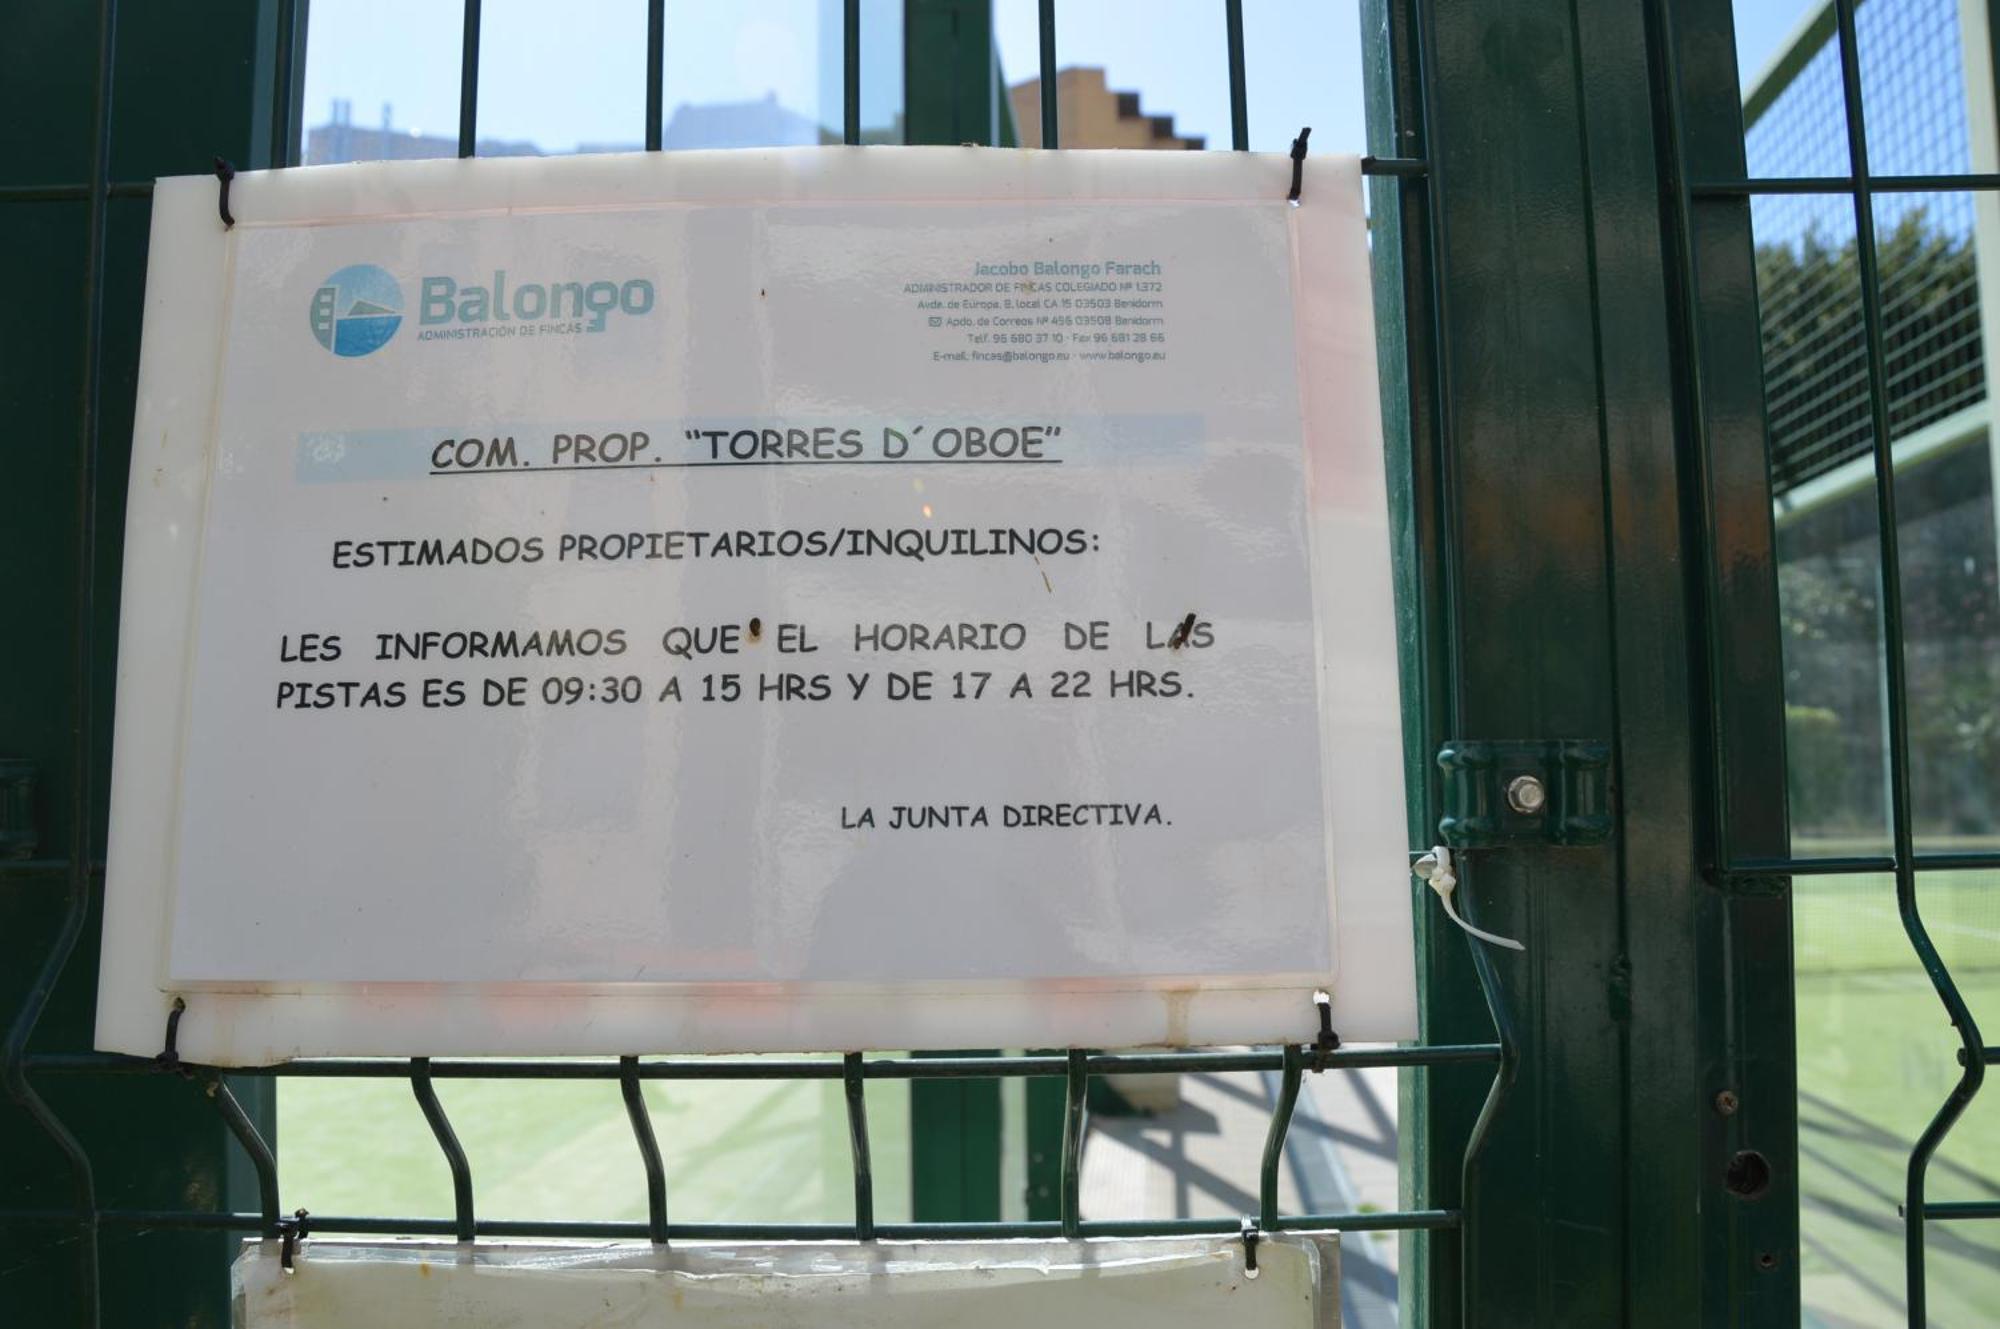 Balongo
ADMINISTRACIÓN DE FINCAS
Jacobo Balongo Farach
ADMINISTRADOR DE FINCAS COLEGIADO Nº 1.372
Avda. de Europa, 8, local CA 15 03503 Benidorm
Apdo. de Correos Nº 456 03508 Benidorm
Telf. 96 680 37 10 · Fax 96 681 28 66
E-mail: fincas@balongo.eu · www.balongo.eu
COM. PROP. "TORRES D´OBOE"
ESTIMADOS PROPIETARIOS/INQUILINOS:
LES INFORMAMOS QUE EL HORARIO DE LAS
PISTAS ES DE 09:30 A 15 HRS Y DE 17 A 22 HRS.
LA JUNTA DIRECTIVA.